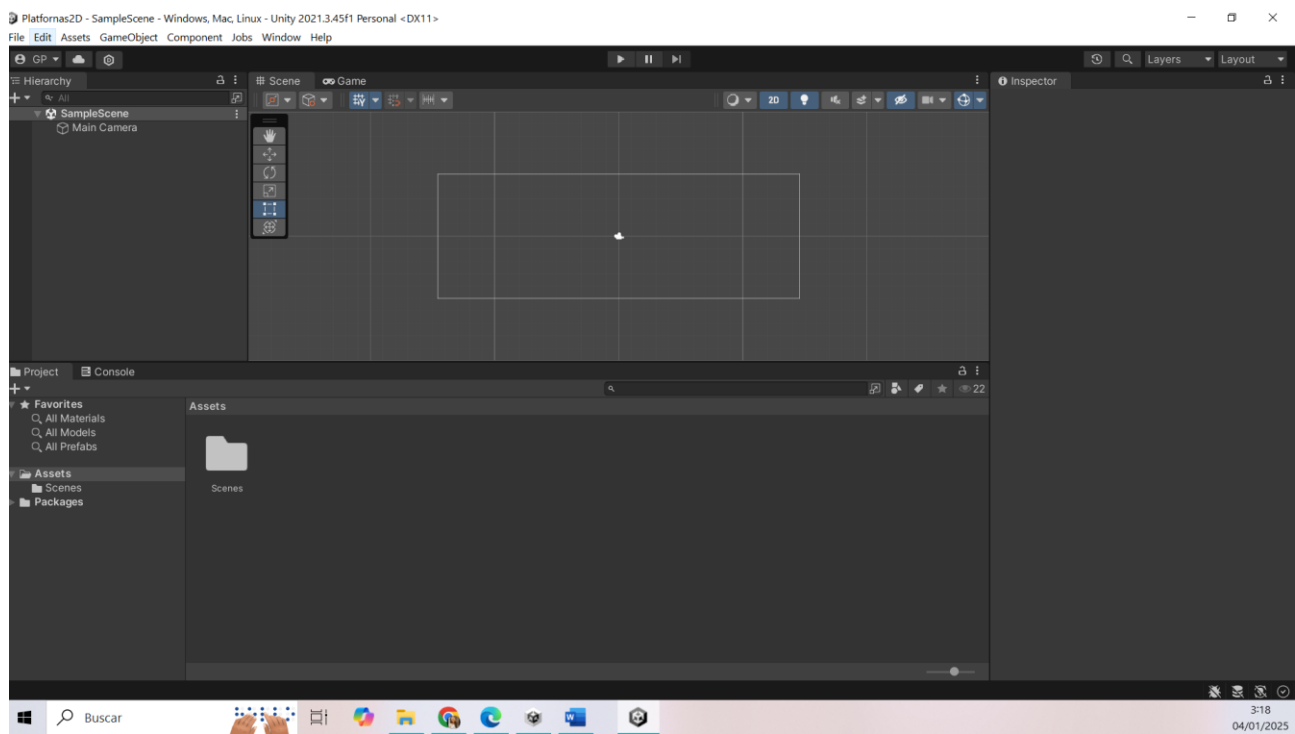 Platfornas2D - SampleScene - Windows, Mac, Linux - Unity 2021.3.45f1 Personal <DX11>
File Edit Assets GameObject Component Jobs Window Help
GP Layers Layout
Hierarchy Scene Game Inspector
All 2D
SampleScene
Main Camera
Project Console
22
Favorites Assets
All Materials
All Models
All Prefabs
Assets
Scenes Scenes
Packages
Buscar 3:18
04/01/2025